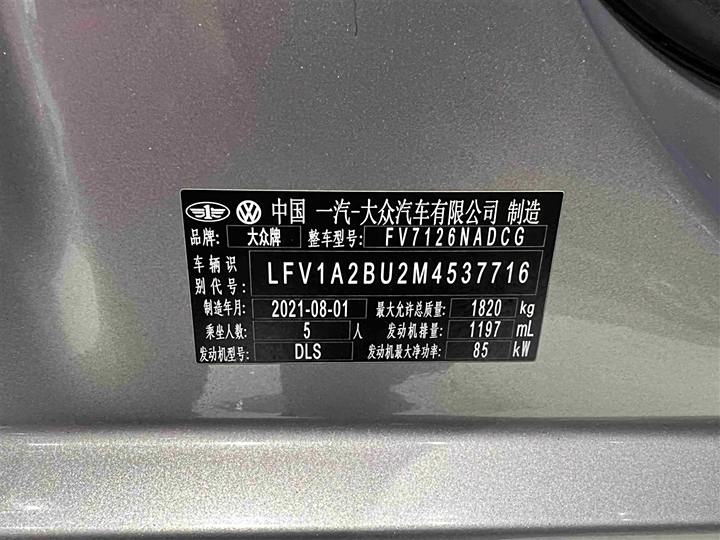 中国 一汽-大众汽车有限公司 制造
品牌: 大众牌 整车型号: FV7126NADCG
车辆识别代号: LFV1A2BU2M4537716
制造年月: 2021-08-01 最大允许总质量: 1820 kg
乘坐人数: 5 人 发动机排量: 1197 mL
发动机型号: DLS 发动机最大净功率: 85 kW